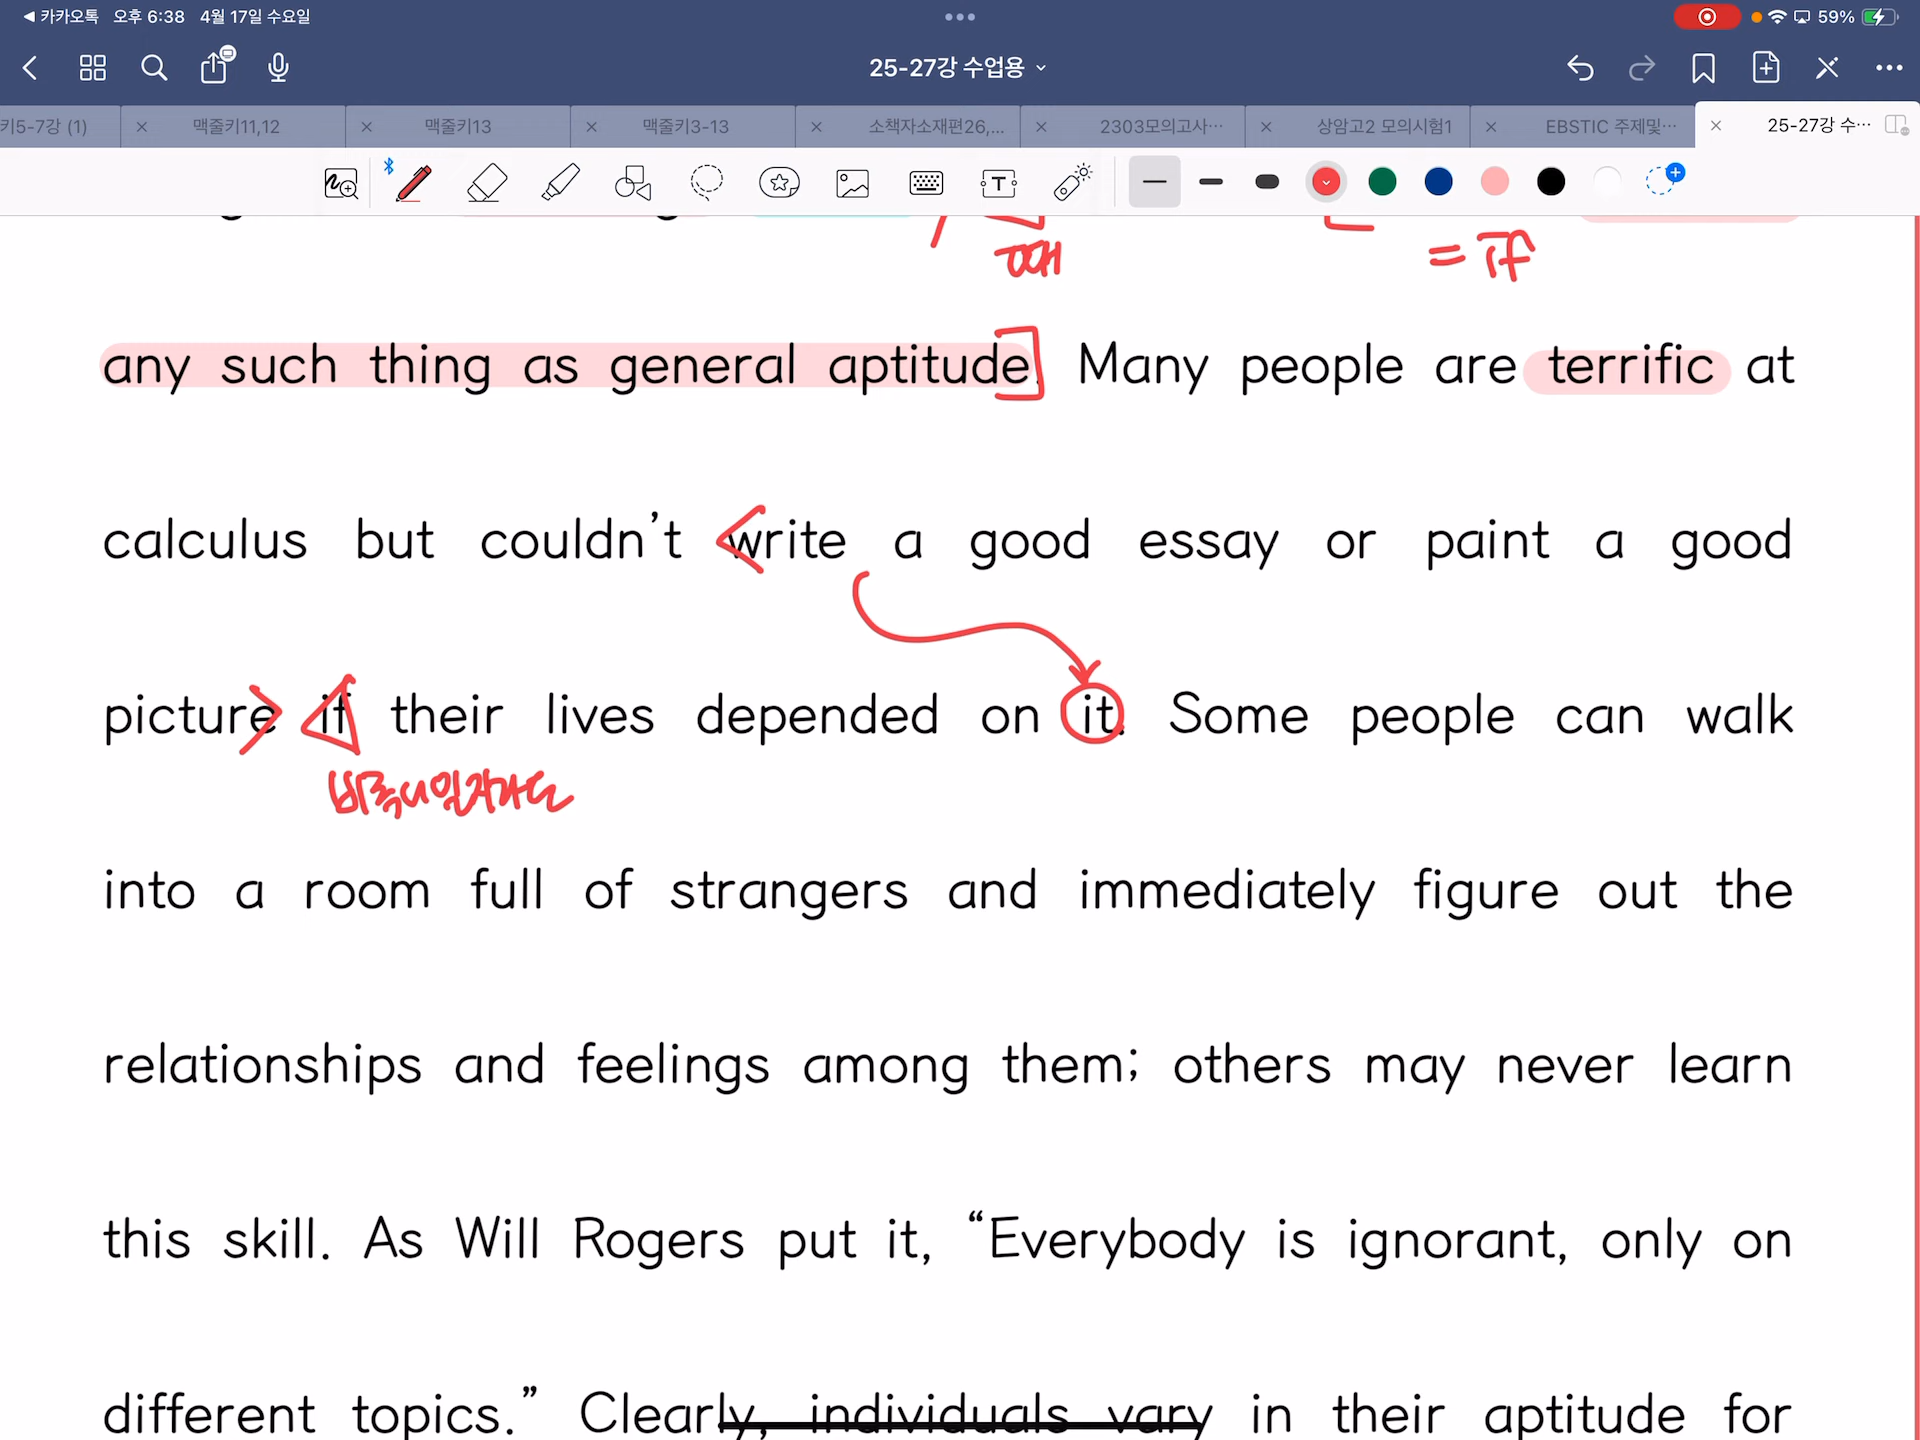 카카오톡 오후 6:38 4월 17일 수요일 59%
25-27강 수업용
키5-7강 (1) 맥줄키11,12 맥줄키13 맥줄키3-13 소책자소재편26,... 2303모의고사… 상암고2 모의시험1 EBSTIC 주제및… 25-27강 수…
때 = if
any such thing as general aptitude. Many people are terrific at
calculus but couldn't write a good essay or paint a good
picture if their lives depended on it. Some people can walk
비록 ~일지라도
into a room full of strangers and immediately figure out the
relationships and feelings among them; others may never learn
this skill. As Will Rogers put it, “Everybody is ignorant, only on
different topics.” Clearly, individuals vary in their aptitude for